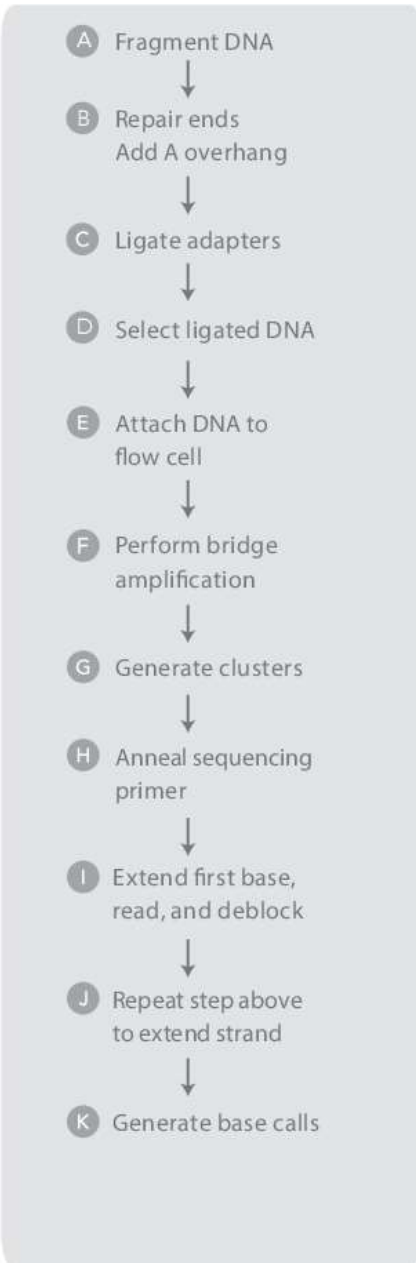 A Fragment DNA
B Repair ends
Add A overhang
C Ligate adapters
D Select ligated DNA
E Attach DNA to
flow cell
F Perform bridge
amplification
G Generate clusters
H Anneal sequencing
primer
I Extend first base,
read, and deblock
J Repeat step above
to extend strand
K Generate base calls